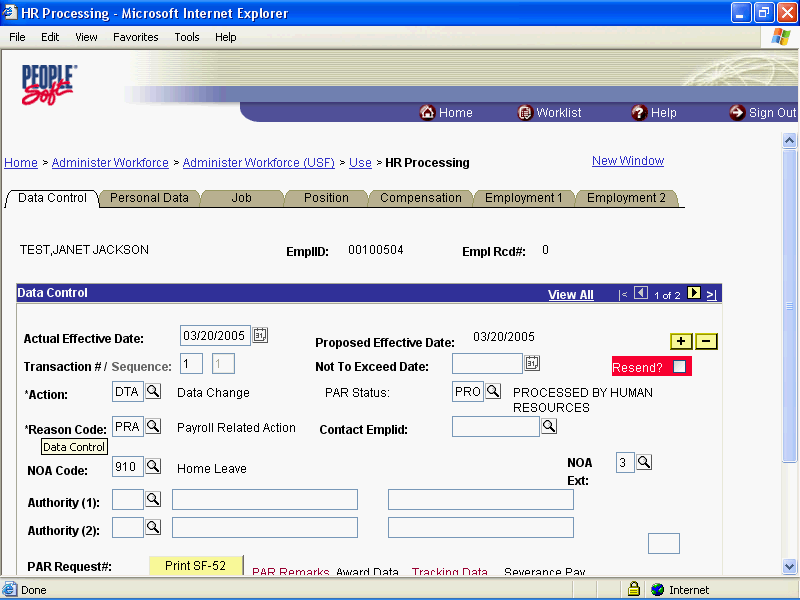 HR Processing - Microsoft Internet Explorer
File Edit View Favorites Tools Help
PEOPLE
Soft
Home Worklist Help Sign Out
Home > Administer Workforce > Administer Workforce (USF) > Use > HR Processing New Window
Data Control Personal Data Job Position Compensation Employment 1 Employment 2
TEST,JANET JACKSON EmplID: 00100504 Empl Rcd#: 0
Data Control View All |< 1 of 2 >|
Actual Effective Date: 03/20/2005 Proposed Effective Date: 03/20/2005 + −
Transaction # / Sequence: 1 1 Not To Exceed Date: Resend?
*Action: DTA Data Change PAR Status: PRO PROCESSED BY HUMAN
RESOURCES
*Reason Code: PRA Payroll Related Action Contact Emplid:
Data Control
NOA Code: 910 Home Leave NOA 3
Ext:
Authority (1):
Authority (2):
PAR Request#: Print SF-52 PAR Remarks Award Data Tracking Data Severance Pay
Done Internet